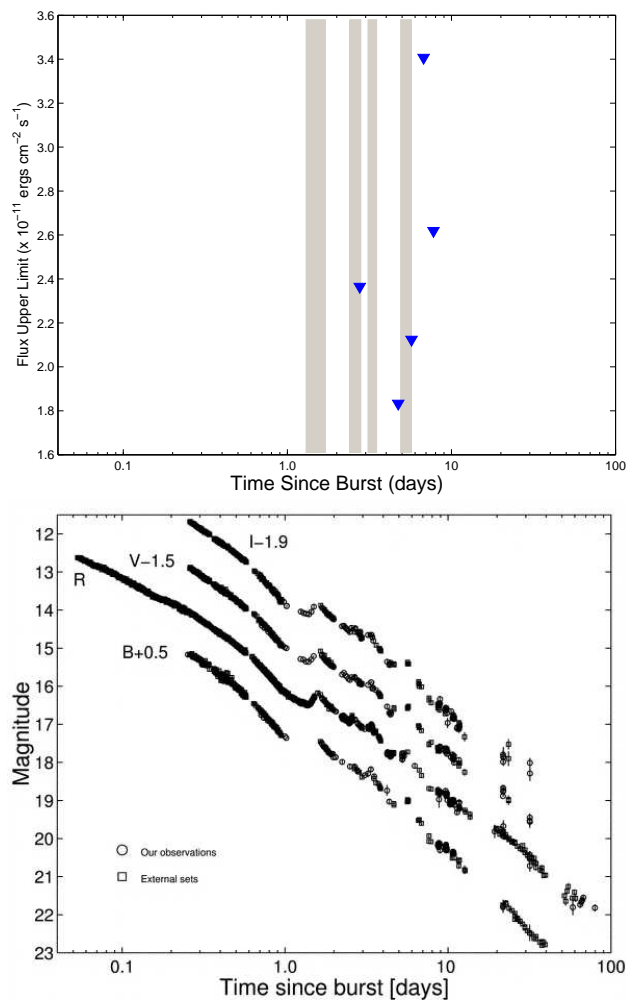 3.6
3.4
3.2
3.0
2.8
2.6
2.4
2.2
2.0
1.8
1.6
Flux Upper Limit (x 10⁻¹¹ ergs cm⁻² s⁻¹)
0.1 1.0 10 100
Time Since Burst (days)
12
13
14
15
16
17
18
19
20
21
22
23
Magnitude
I−1.9
V−1.5
R
B+0.5
Our observations
External sets
0.1 1.0 10 100
Time since burst [days]